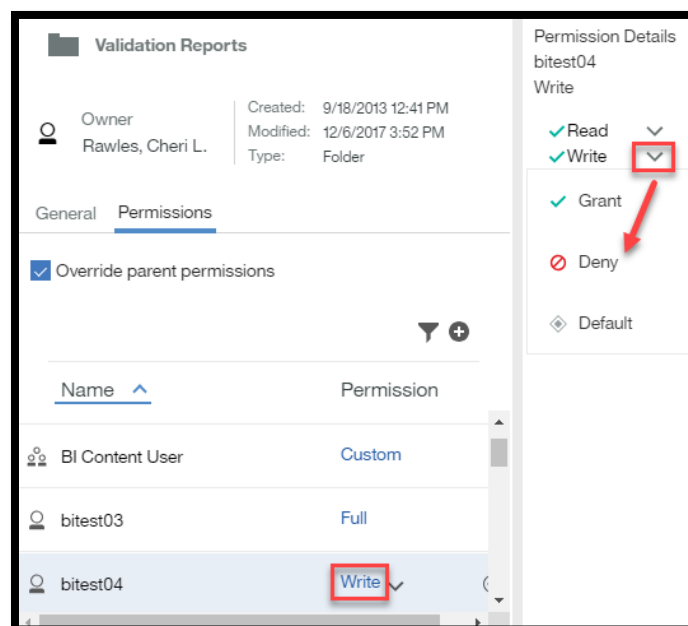 Validation Reports
Owner
Rawles, Cheri L.
Created: 9/18/2013 12:41 PM
Modified: 12/6/2017 3:52 PM
Type: Folder
General Permissions
Override parent permissions
Name Permission
BI Content User Custom
bitest03 Full
bitest04 Write
Permission Details
bitest04
Write
Read
Write
Grant
Deny
Default